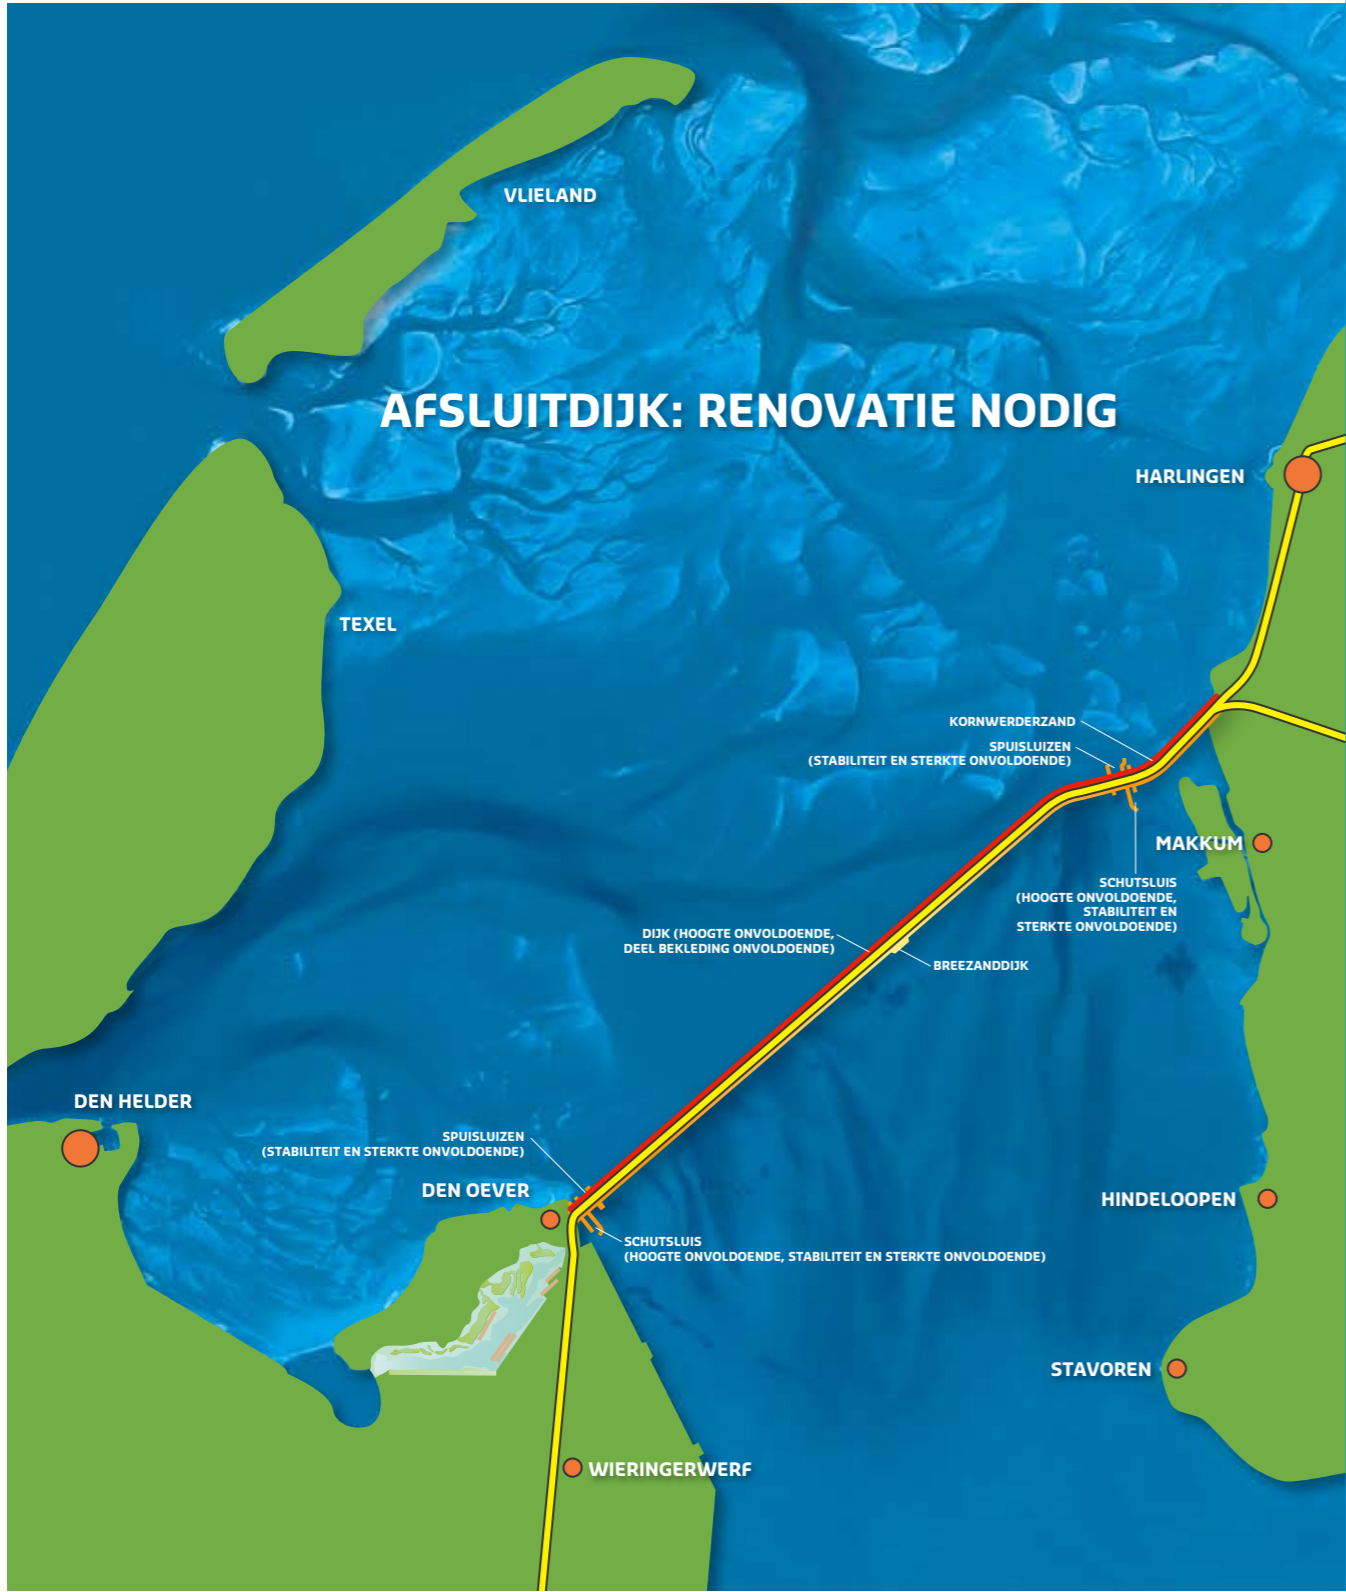 VLIELAND
AFSLUITDIJK: RENOVATIE NODIG
HARLINGEN
TEXEL
KORNWERDERZAND
SPUISLUIZEN
(STABILITEIT EN STERKTE ONVOLDOENDE)
MAKKUM
SCHUTSLUIS
(HOOGTE ONVOLDOENDE,
STABILITEIT EN
STERKTE ONVOLDOENDE)
DIJK (HOOGTE ONVOLDOENDE,
DEEL BEKLEDING ONVOLDOENDE)
BREEZANDDIJK
DEN HELDER
SPUISLUIZEN
(STABILITEIT EN STERKTE ONVOLDOENDE)
DEN OEVER
HINDELOOPEN
SCHUTSLUIS
(HOOGTE ONVOLDOENDE, STABILITEIT EN STERKTE ONVOLDOENDE)
STAVOREN
WIERINGERWERF